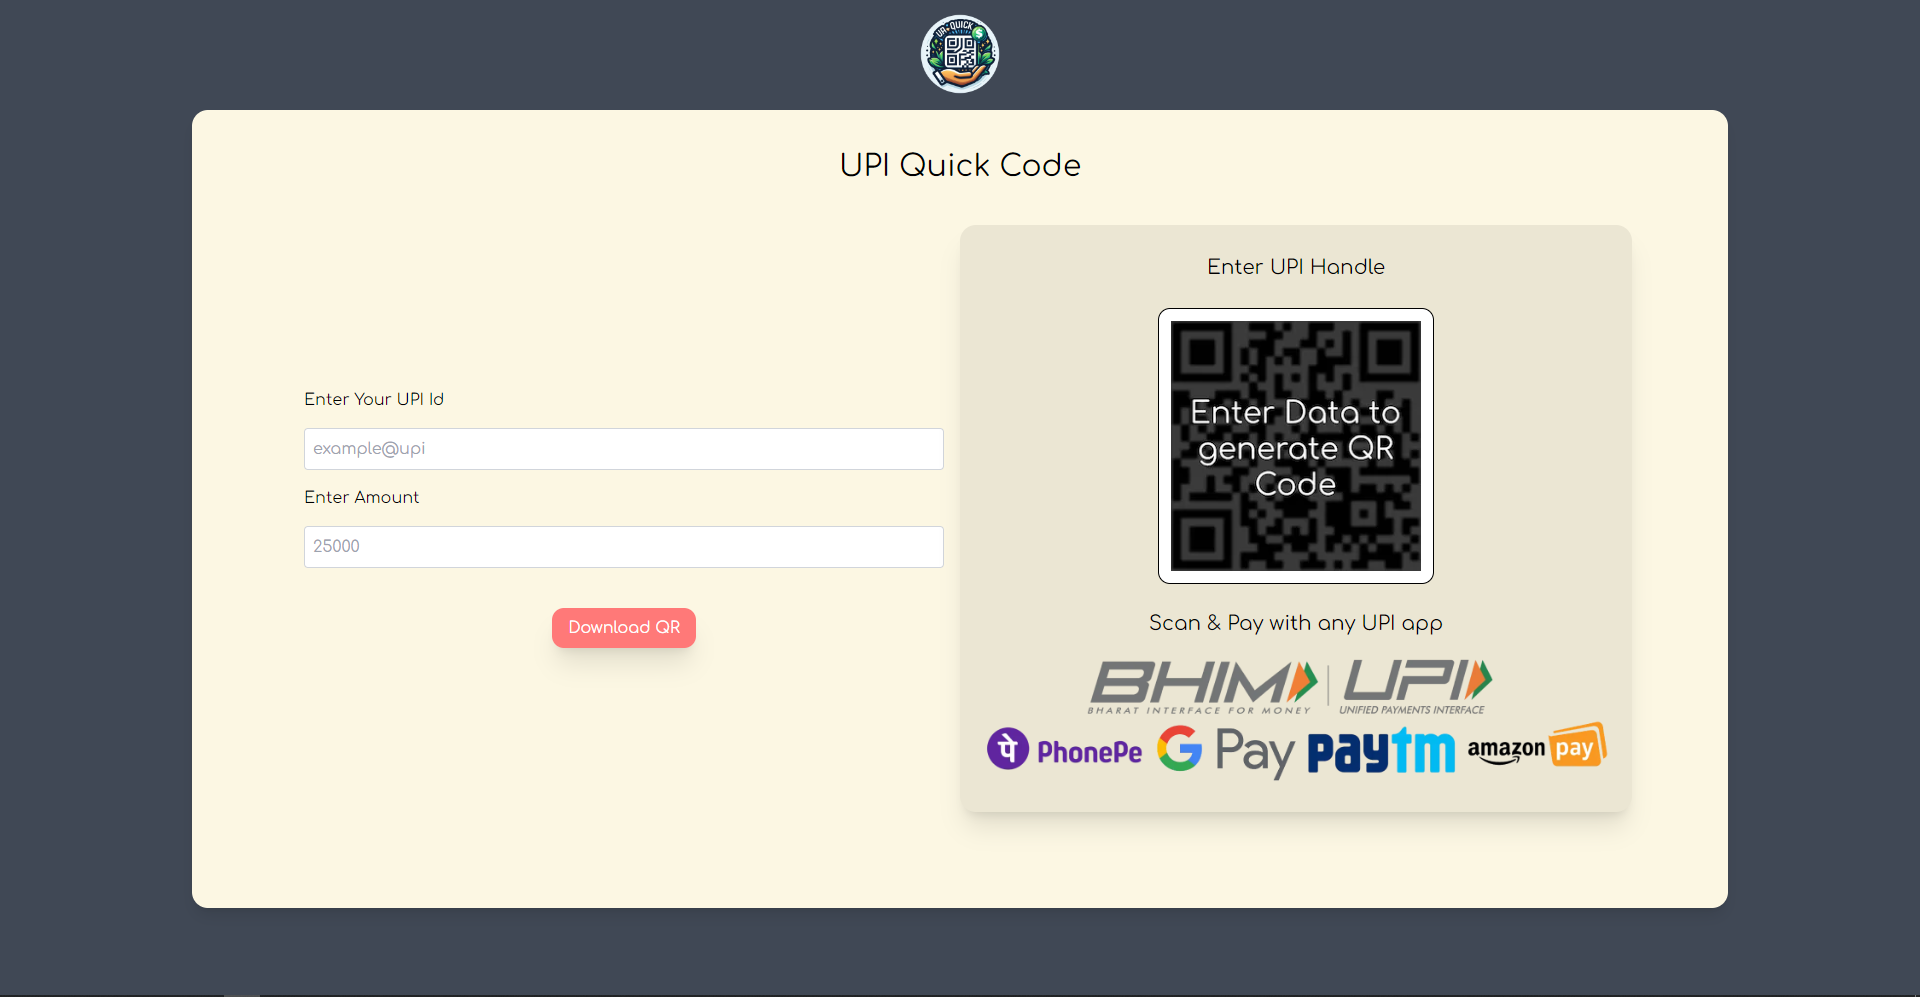 QUICK
UPI Quick Code
Enter Your UPI Id
example@upi
Enter Amount
25000
Download QR
Enter UPI Handle
Enter Data to
generate QR
Code
Scan & Pay with any UPI app
BHIM UPI
BHARAT INTERFACE FOR MONEY UNIFIED PAYMENTS INTERFACE
पे PhonePe G Pay paytm amazon pay